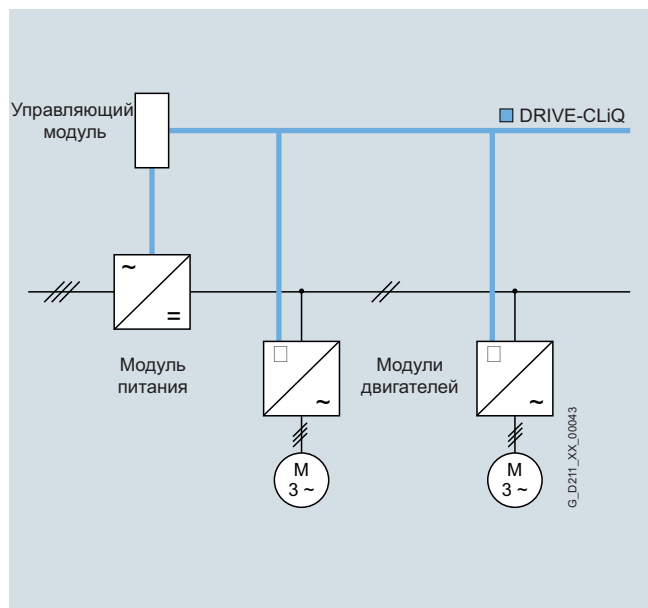 Управляющий
модуль
DRIVE-CLiQ
~
=
Модуль
питания
Модули
двигателей
~
~
M
3 ~
M
3 ~
G_D211_XX_00043